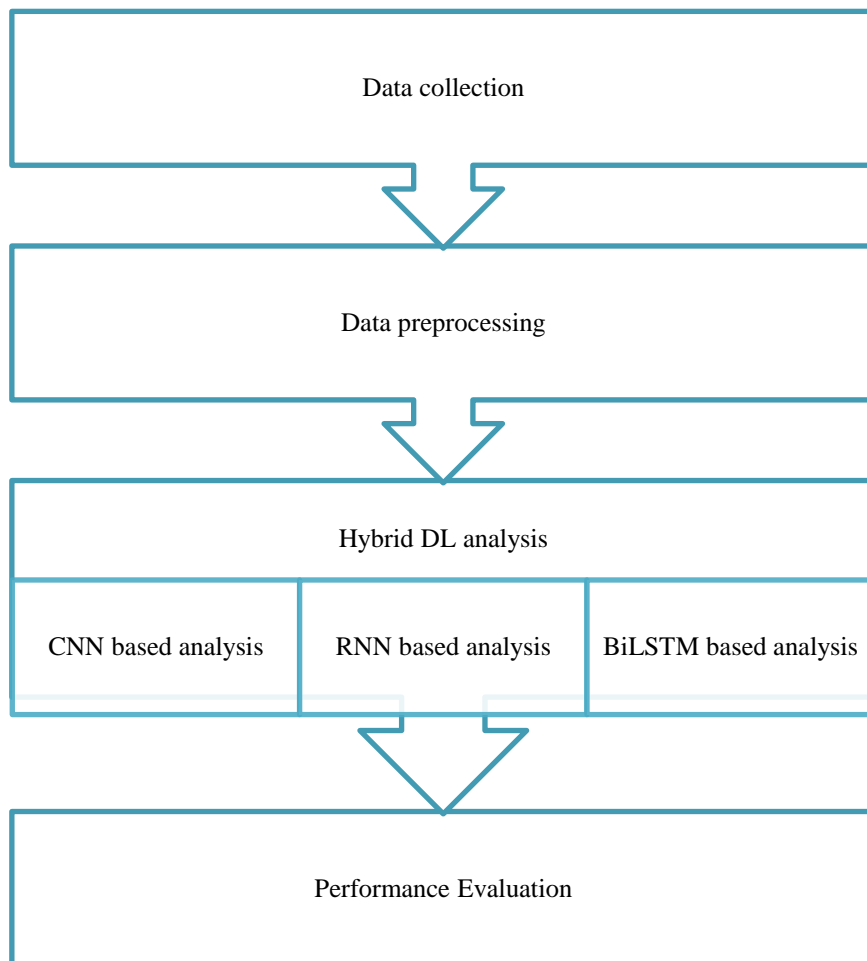 Data collection
Data preprocessing
Hybrid DL analysis
CNN based analysis
RNN based analysis
BiLSTM based analysis
Performance Evaluation